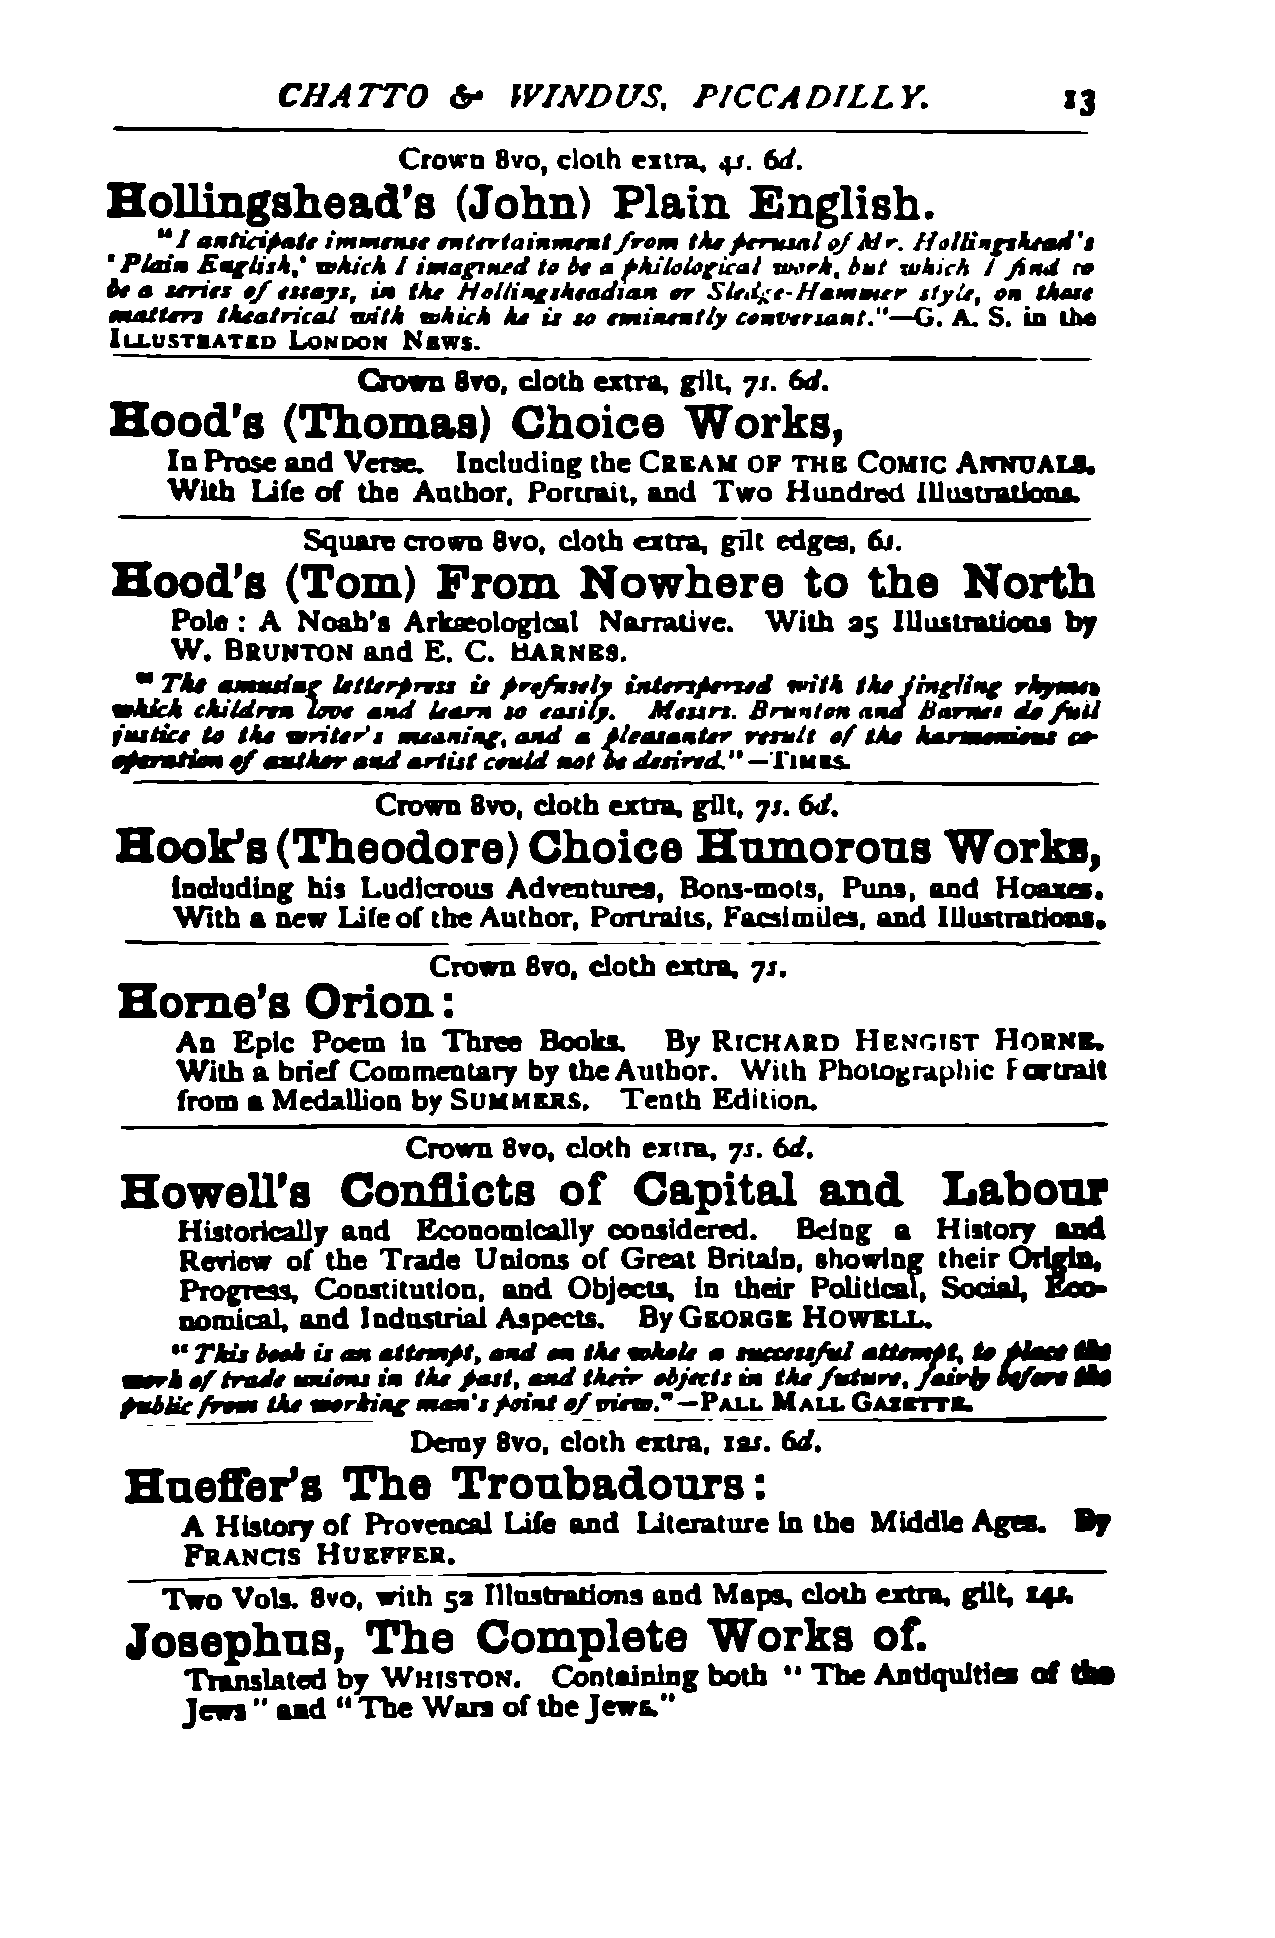 CHATTO & WINDUS, PICCADILLY. 13
Crown 8vo, cloth extra, 4s. 6d.
Hollingshead's (John) Plain English.
"I anticipate immense entertainment from the perusal of Mr. Hollingshead's
'Plain English,' which I imagined to be a philological work, but which I find to
be a series of essays, in the Hollingsheadian or Sledge-Hammer style, on those
matters theatrical with which he is so eminently conversant."—G. A. S. in the
ILLUSTRATED LONDON NEWS.
Crown 8vo, cloth extra, gilt, 7s. 6d.
Hood's (Thomas) Choice Works,
In Prose and Verse. Including the CREAM OF THE COMIC ANNUALS.
With Life of the Author, Portrait, and Two Hundred Illustrations.
Square crown 8vo, cloth extra, gilt edges, 6s.
Hood's (Tom) From Nowhere to the North
Pole : A Noah's Arkæological Narrative. With 25 Illustrations by
W. BRUNTON and E. C. BARNES.
"The amusing letterpress is profusely interspersed with the jingling rhymes
which children love and learn so easily. Messrs. Brunton and Barnes do full
justice to the writer's meaning, and a pleasanter result of the harmonious co-
operation of author and artist could not be desired."—TIMES.
Crown 8vo, cloth extra, gilt, 7s. 6d.
Hook's (Theodore) Choice Humorous Works,
Including his Ludicrous Adventures, Bons-mots, Puns, and Hoaxes.
With a new Life of the Author, Portraits, Facsimiles, and Illustrations.
Crown 8vo, cloth extra, 7s.
Horne's Orion :
An Epic Poem in Three Books. By RICHARD HENGIST HORNE.
With a brief Commentary by the Author. With Photographic Portrait
from a Medallion by SUMMERS. Tenth Edition.
Crown 8vo, cloth extra, 7s. 6d.
Howell's Conflicts of Capital and Labour
Historically and Economically considered. Being a History and
Review of the Trade Unions of Great Britain, showing their Origin,
Progress, Constitution, and Objects, in their Political, Social, Eco-
nomical, and Industrial Aspects. By GEORGE HOWELL.
"This book is an attempt, and on the whole a successful attempt, to place the
work of trade unions in the past, and their objects in the future, fairly before the
public from the working man's point of view."—PALL MALL GAZETTE.
Demy 8vo, cloth extra, 12s. 6d.
Hueffer's The Troubadours :
A History of Provencal Life and Literature in the Middle Ages. By
FRANCIS HUEFFER.
Two Vols. 8vo, with 52 Illustrations and Maps, cloth extra, gilt, 14s.
Josephus, The Complete Works of.
Translated by WHISTON. Containing both "The Antiquities of the
Jews" and "The Wars of the Jews."